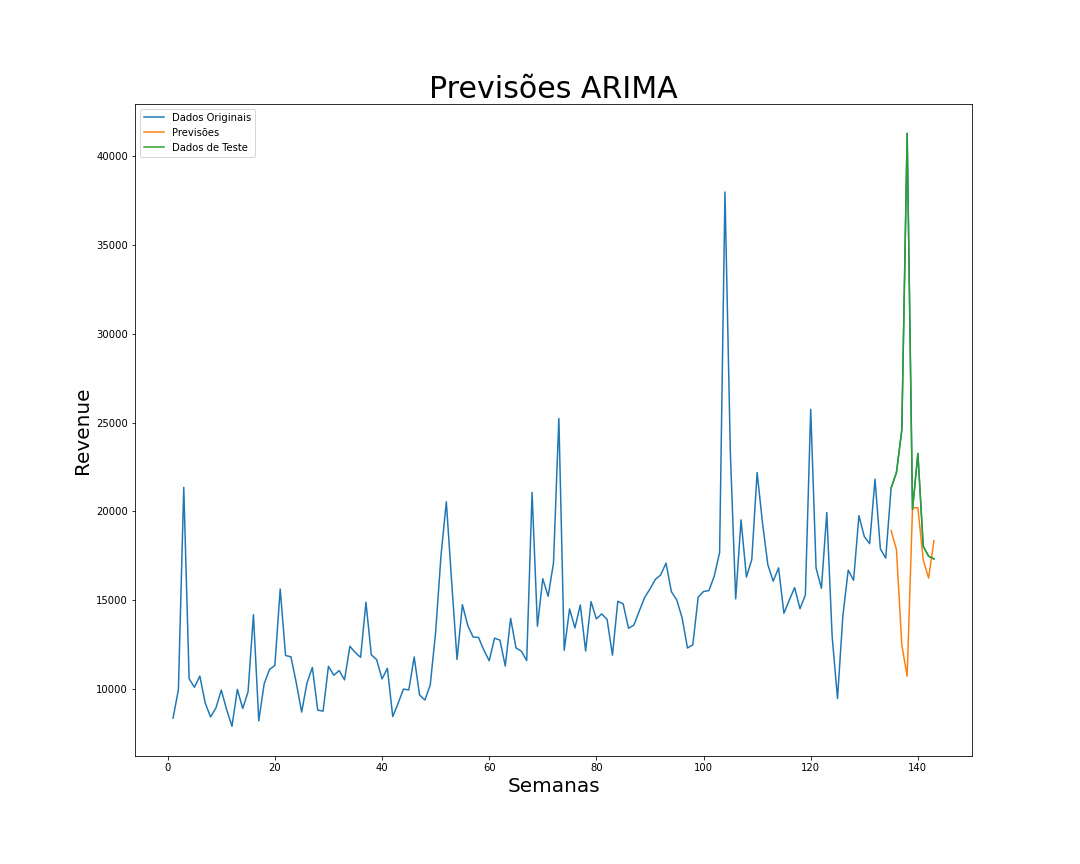 Previsões ARIMA
Dados Originais
Previsões
Dados de Teste
40000
35000
30000
25000
20000
15000
10000
Revenue
0 20 40 60 80 100 120 140
Semanas